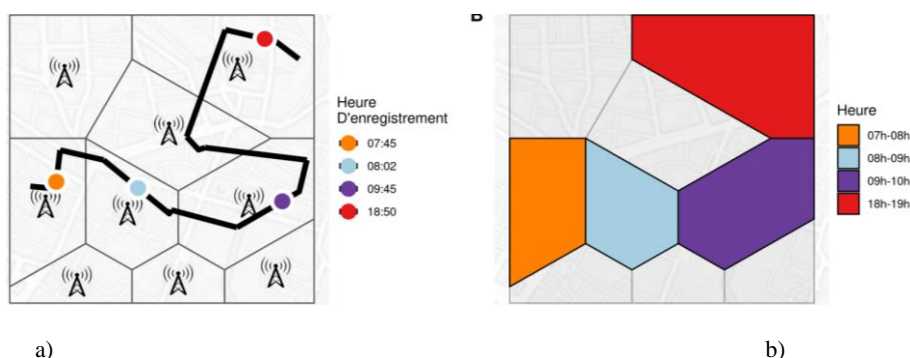 B
Heure
D'enregistrement
07:45
08:02
09:45
18:50
Heure
07h-08h
08h-09h
09h-10h
18h-19h
a)
b)